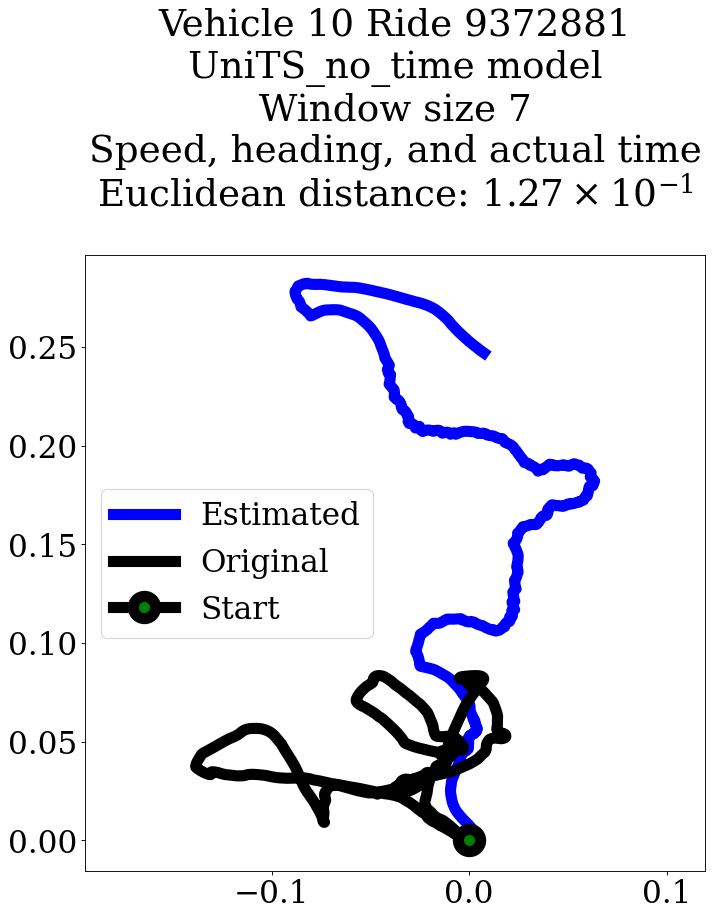 Vehicle 10 Ride 9372881
UniTS_no_time model
Window size 7
Speed, heading, and actual time
Euclidean distance: 1.27 × 10⁻¹
0.25
0.20
0.15
0.10
0.05
0.00
Estimated
Original
Start
−0.1
0.0
0.1